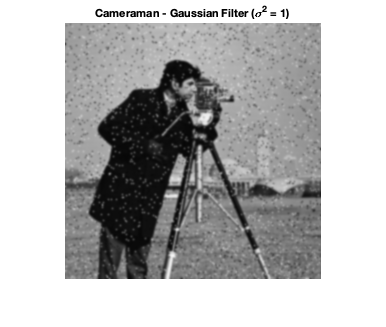 Cameraman - Gaussian Filter (σ² = 1)